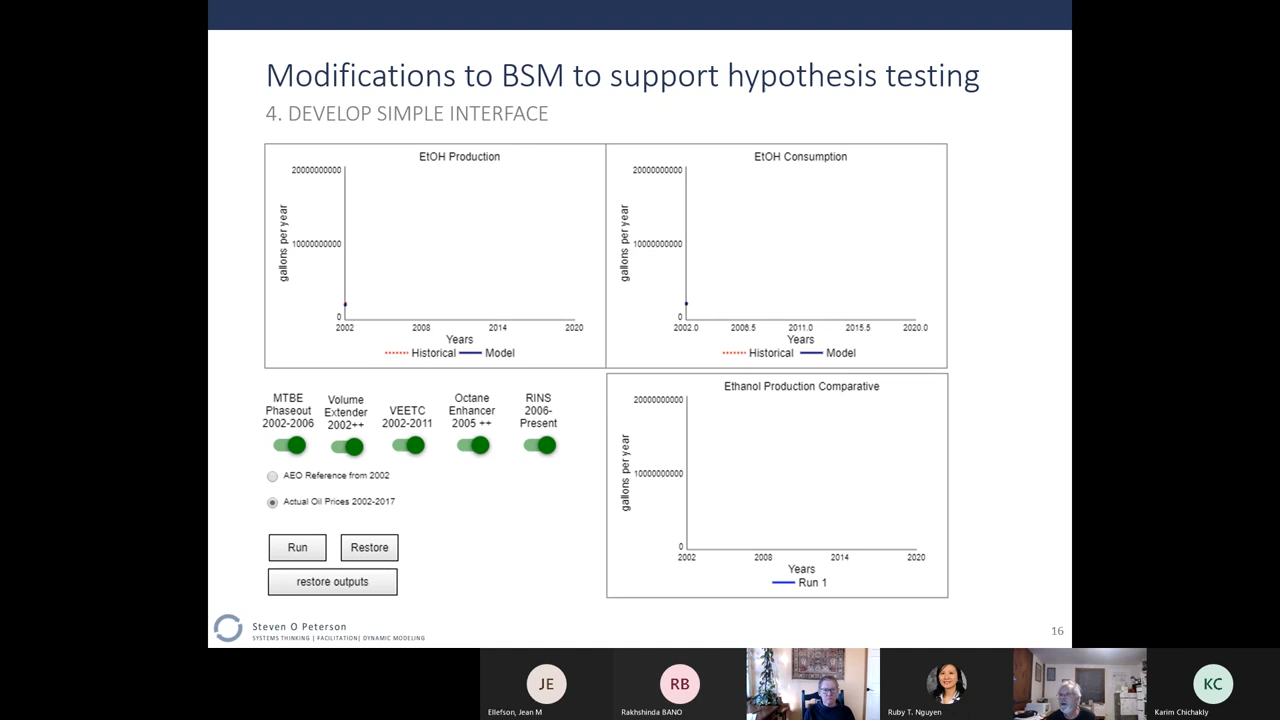 Modifications to BSM to support hypothesis testing
4. DEVELOP SIMPLE INTERFACE
EtOH Production
20000000000
10000000000
0
gallons per year
2002 2008 2014 2020
Years
Historical Model
EtOH Consumption
20000000000
10000000000
0
gallons per year
2002.0 2006.5 2011.0 2015.5 2020.0
Years
Historical Model
MTBE
Phaseout
2002-2006
Volume
Extender
2002++
VEETC
2002-2011
Octane
Enhancer
2005 ++
RINS
2006-
Present
AEO Reference from 2002
Actual Oil Prices 2002-2017
Run Restore
restore outputs
Ethanol Production Comparative
20000000000
10000000000
0
gallons per year
2002 2008 2014 2020
Years
Run 1
Steven O Peterson
SYSTEMS THINKING | FACILITATION| DYNAMIC MODELING
16
JE
Ellefson, Jean M
RB
Rakhshinda BANO
Ruby T. Nguyen
KC
Karim Chichakly